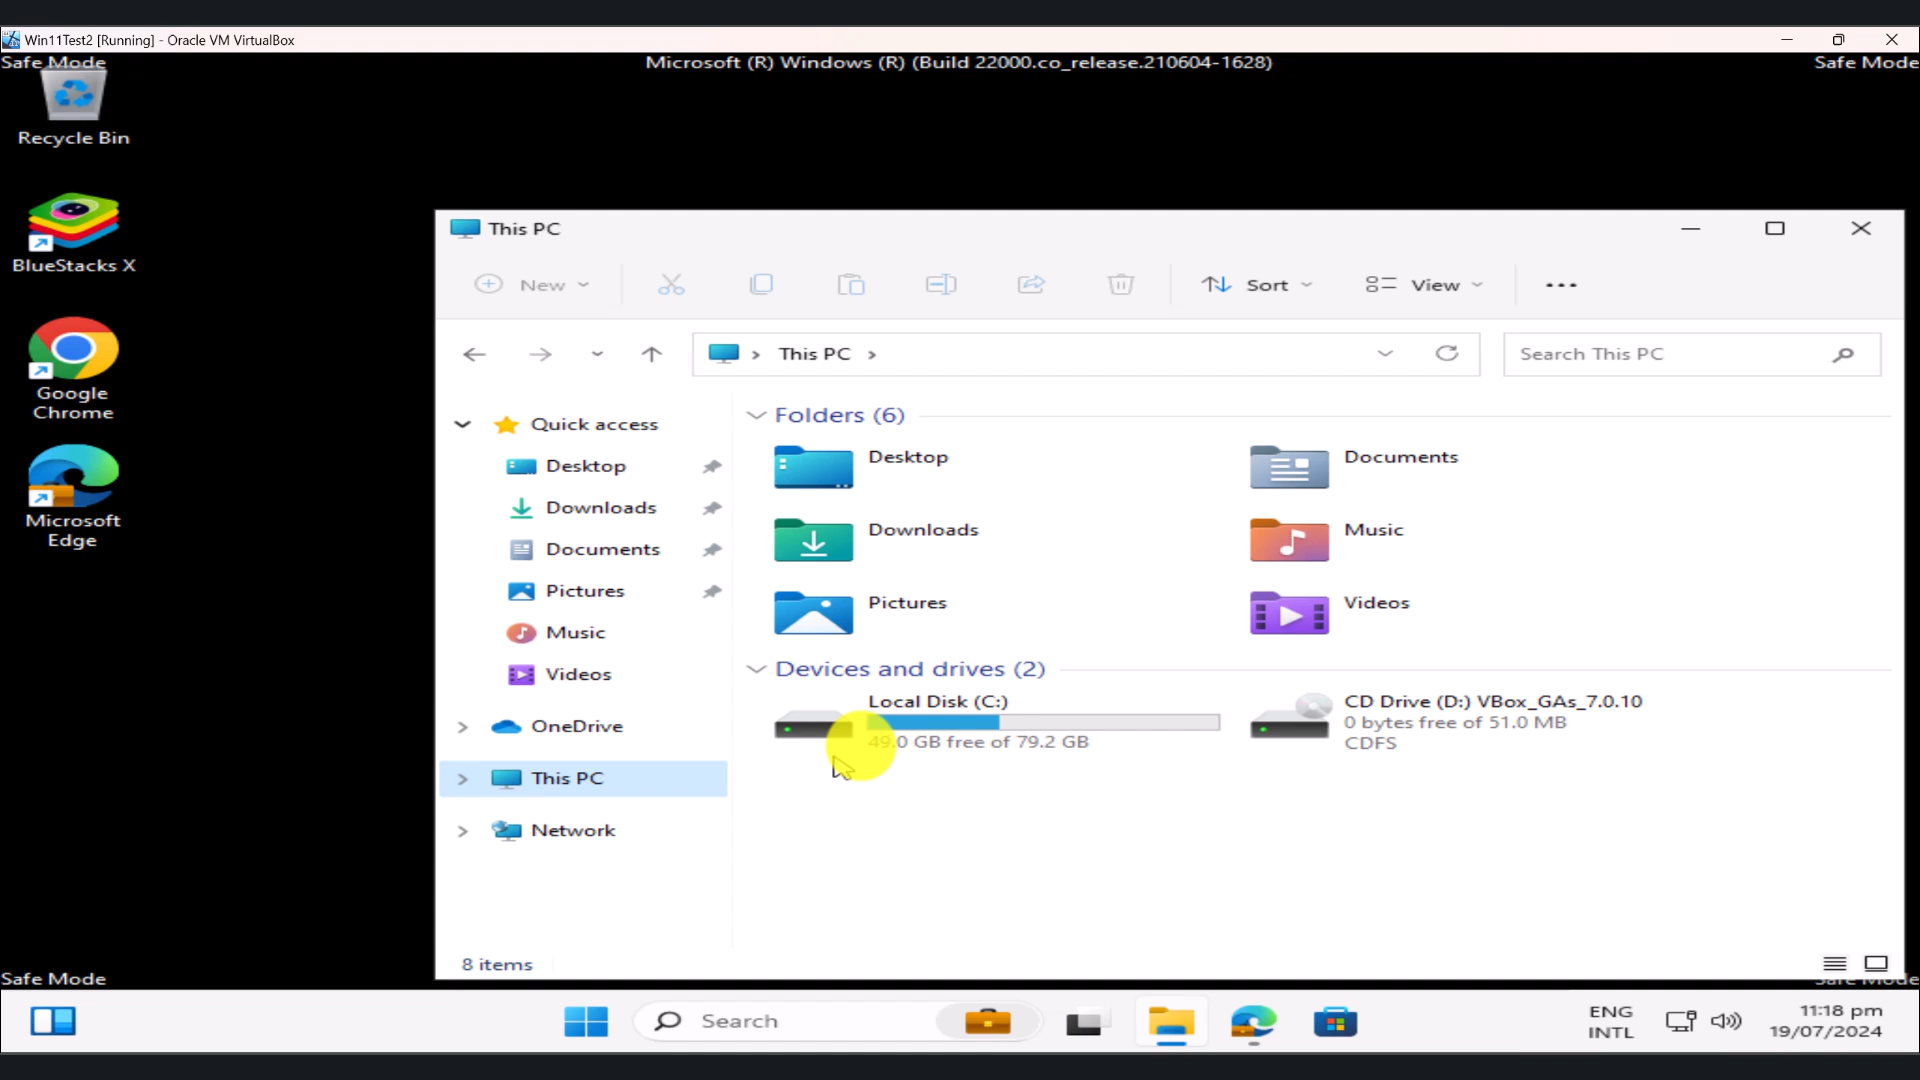 Win11Test2 [Running] - Oracle VM VirtualBox
Safe Mode
Microsoft (R) Windows (R) (Build 22000.co_release.210604-1628)
Safe Mode
Recycle Bin
BlueStacks X
Google
Chrome
Microsoft
Edge
This PC
New
Sort
View
This PC
Search This PC
Quick access
Desktop
Downloads
Documents
Pictures
Music
Videos
OneDrive
This PC
Network
Folders (6)
Desktop
Documents
Downloads
Music
Pictures
Videos
Devices and drives (2)
Local Disk (C:)
49.0 GB free of 79.2 GB
CD Drive (D:) VBox_GAs_7.0.10
0 bytes free of 51.0 MB
CDFS
8 items
Safe Mode
Safe Mode
Search
ENG
INTL
11:18 pm
19/07/2024